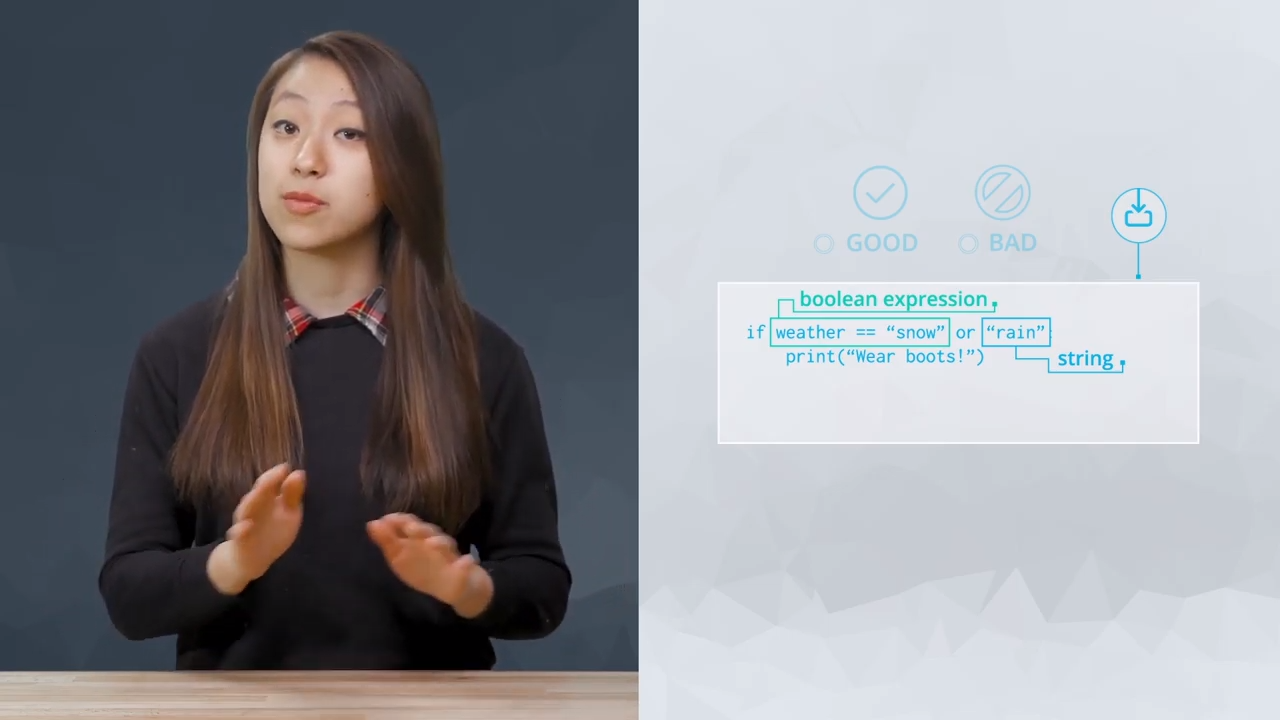 GOOD BAD
boolean expression
if weather == “snow” or “rain”:
print(“Wear boots!”)
string